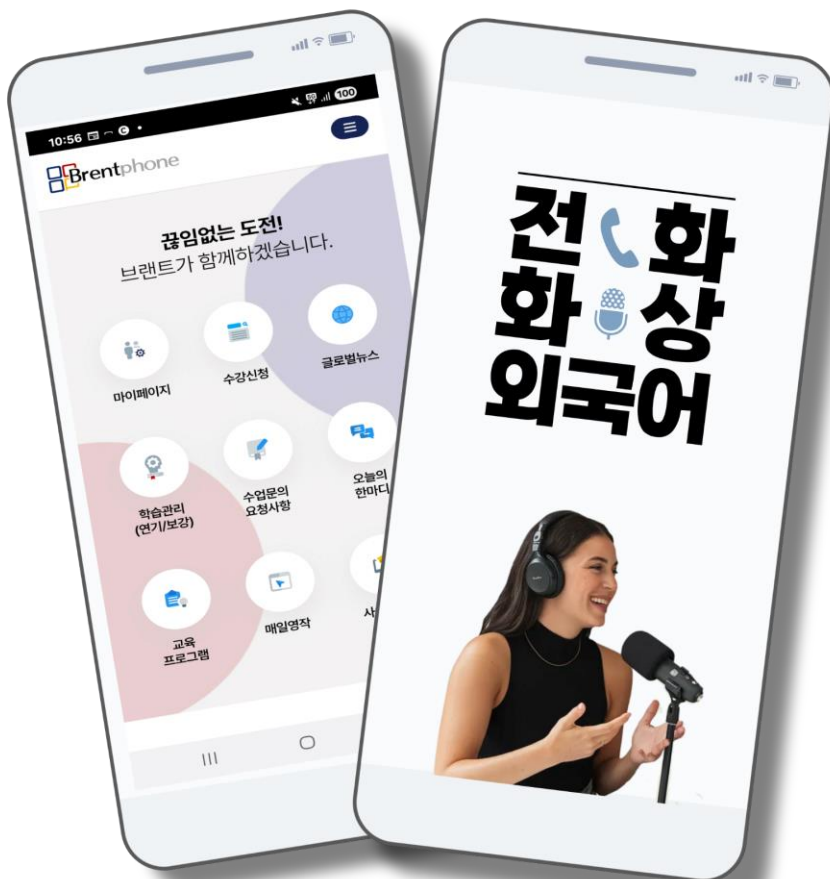 10:56
100
Brentphone
끊임없는 도전!
브랜트가 함께하겠습니다.
마이페이지
수강신청
글로벌뉴스
학습관리
(연기/보강)
수업문의
요청사항
오늘의
한마디
교육
프로그램
매일영작
사
전 화
화 상
외국어